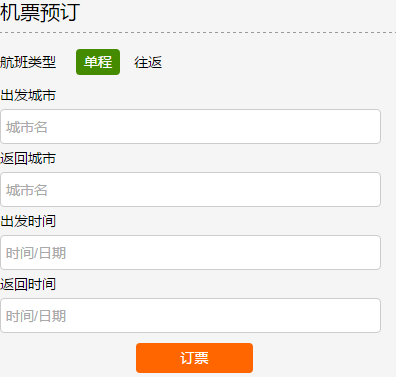 机票预订
航班类型 单程 往返
出发城市
城市名
返回城市
城市名
出发时间
时间/日期
返回时间
时间/日期
订票